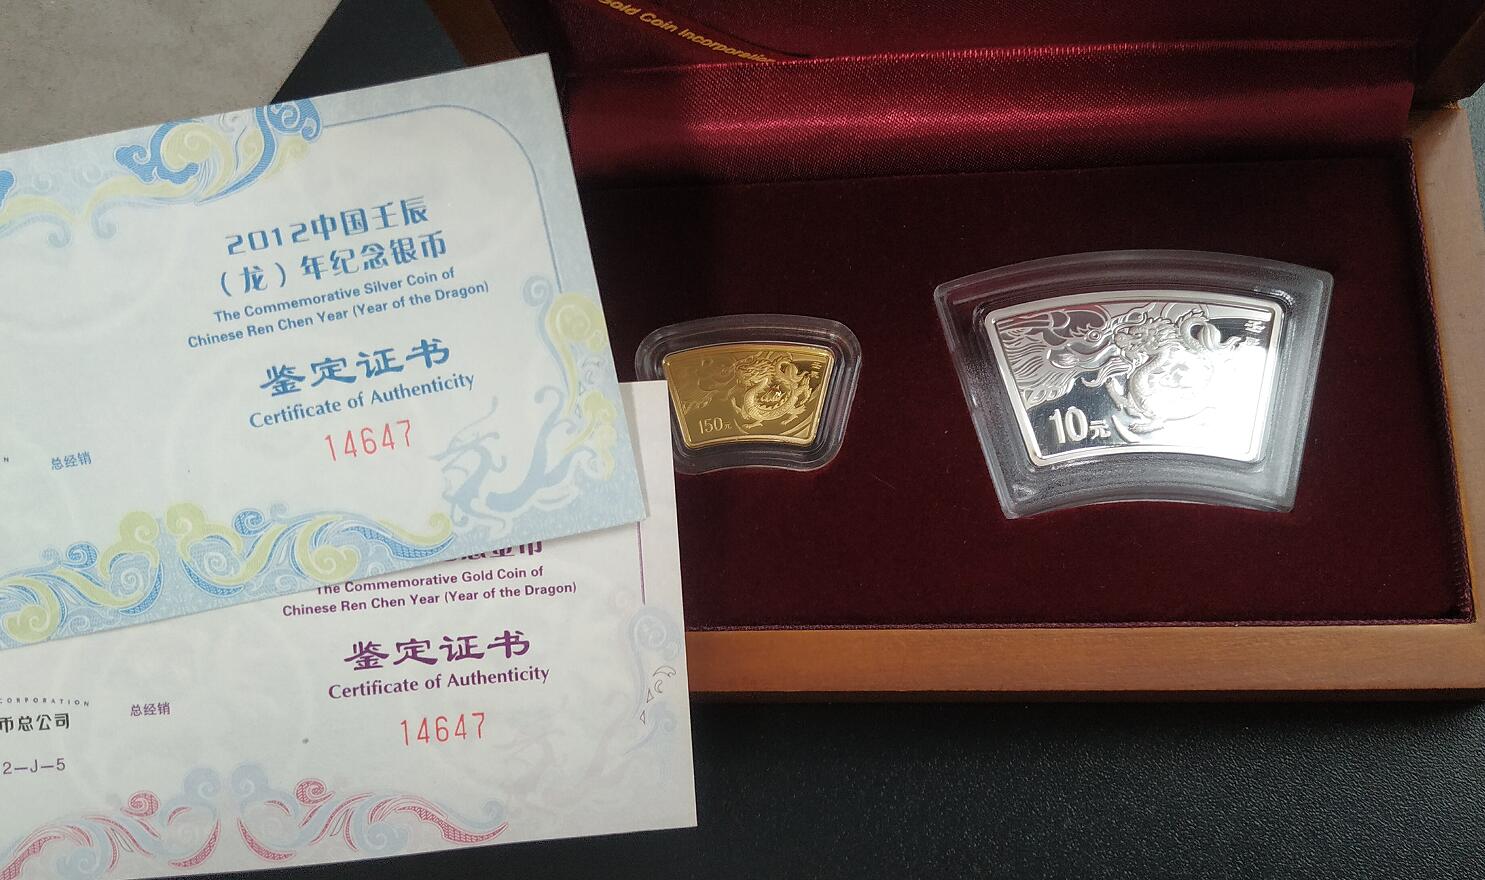 Gold Coin Incorporation
2012中国壬辰
（龙）年纪念银币
The Commemorative Silver Coin of
Chinese Ren Chen Year (Year of the Dragon)
鉴定证书
Certificate of Authenticity
14647
总经销
The Commemorative Gold Coin of
Chinese Ren Chen Year (Year of the Dragon)
鉴定证书
Certificate of Authenticity
14647
CORPORATION
币总公司
总经销
2—J—5
150元
10元